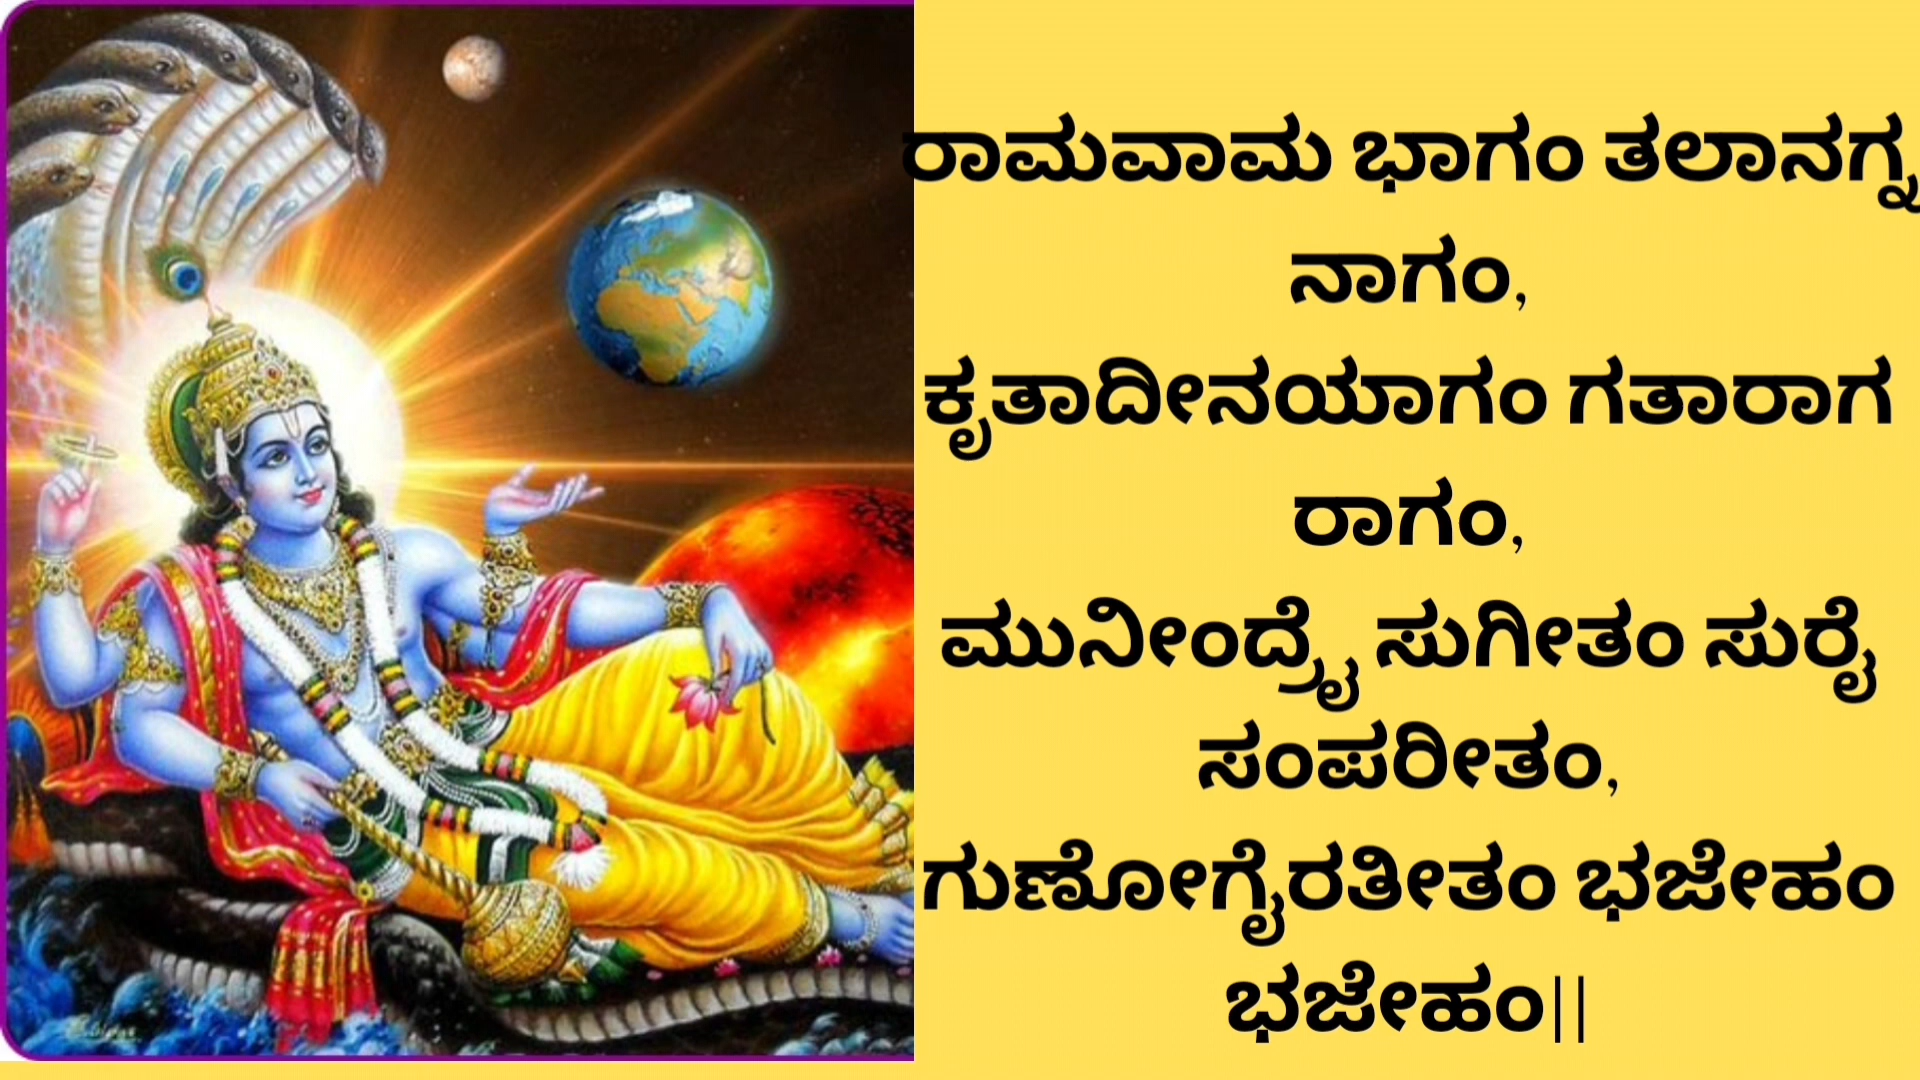 ರಾಮವಾಮ ಭಾಗಂ ತಲಾನಗ್ನ
ನಾಗಂ,
ಕೃತಾದೀನಯಾಗಂ ಗತಾರಾಗ
ರಾಗಂ,
ಮುನೀಂದ್ರೈ ಸುಗೀತಂ ಸುರೈ
ಸಂಪರೀತಂ,
ಗುಣೋಗೈರತೀತಂ ಭಜೇಹಂ
ಭಜೇಹಂ||